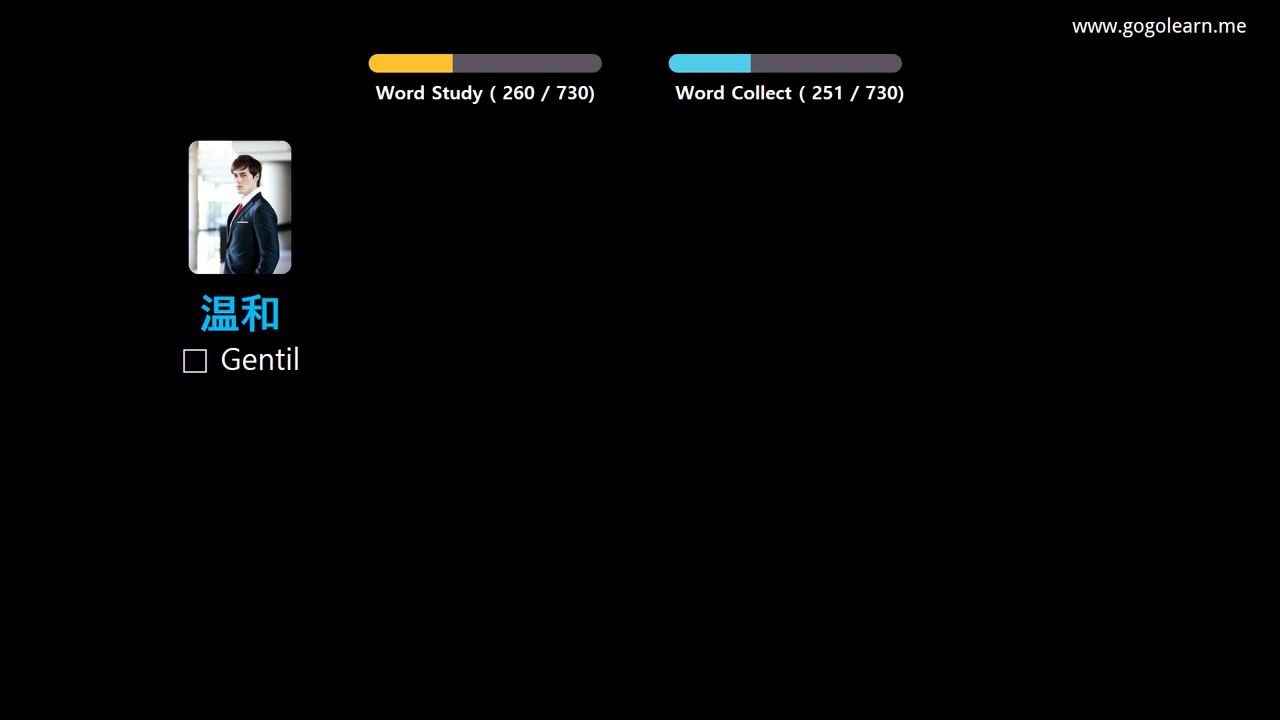 www.gogolearn.me
Word Study ( 260 / 730)
Word Collect ( 251 / 730)
温和
□ Gentil